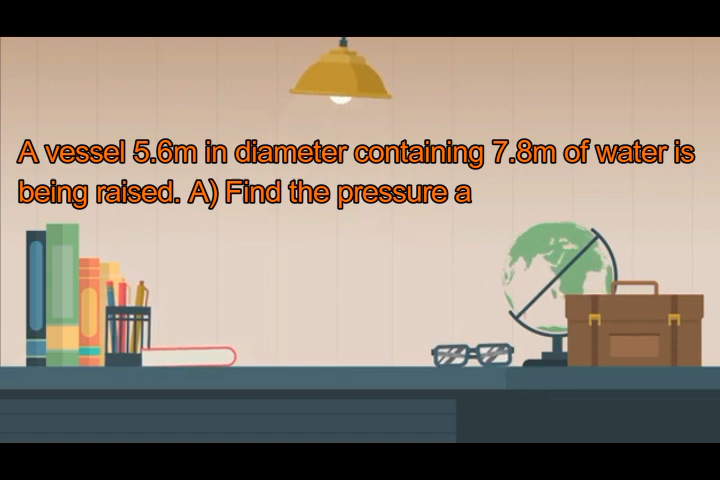 A vessel 5.6m in diameter containing 7.8m of water is
being raised. A) Find the pressure a